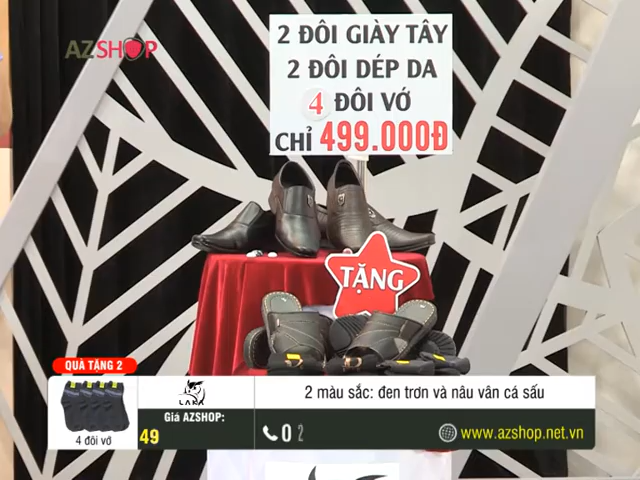 AZSHOP
2 ĐÔI GIÀY TÂY
2 ĐÔI DÉP DA
4 ĐÔI VỚ
CHỈ 499.000Đ
TẶNG
QUÀ TẶNG 2
4 đôi vớ
LAKA
2 màu sắc: đen trơn và nâu vân cá sấu
Giá AZSHOP:
49
0 2
www.azshop.net.vn